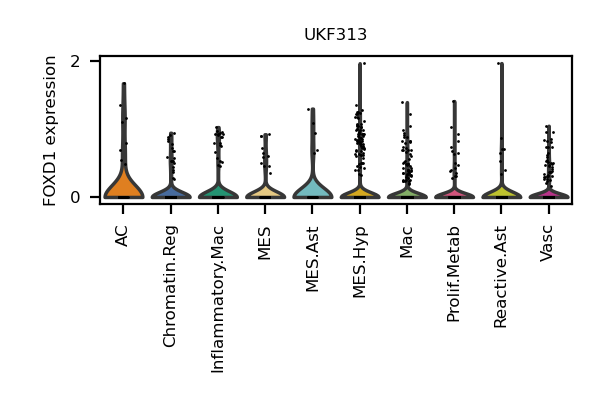 UKF313
FOXD1 expression
2
0
AC
Chromatin.Reg
Inflammatory.Mac
MES
MES.Ast
MES.Hyp
Mac
Prolif.Metab
Reactive.Ast
Vasc